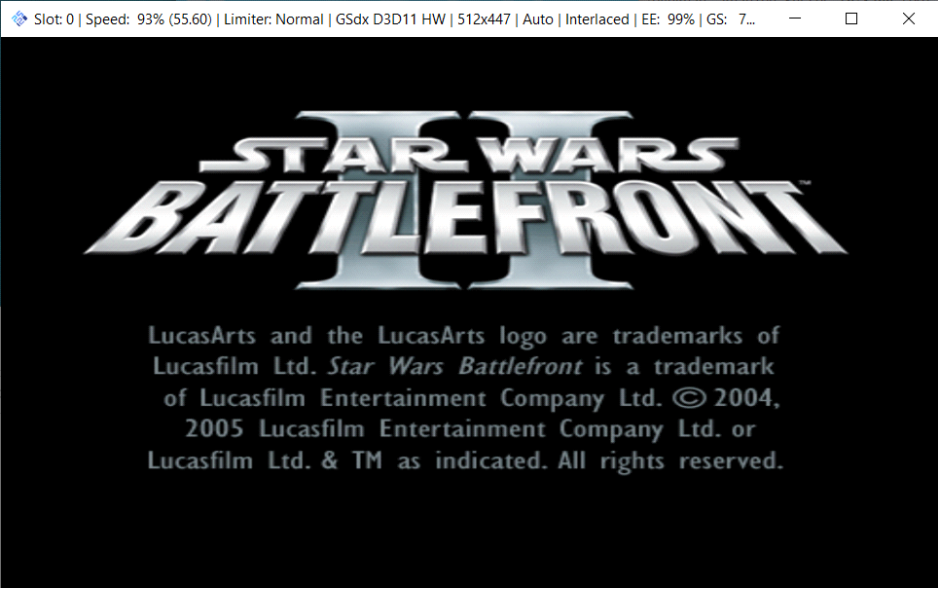 Slot: 0 | Speed: 93% (55.60) | Limiter: Normal | GSdx D3D11 HW | 512x447 | Auto | Interlaced | EE: 99% | GS: 7...
II
STAR WARS
BATTLEFRONT™
LucasArts and the LucasArts logo are trademarks of
Lucasfilm Ltd. Star Wars Battlefront is a trademark
of Lucasfilm Entertainment Company Ltd. © 2004,
2005 Lucasfilm Entertainment Company Ltd. or
Lucasfilm Ltd. & TM as indicated. All rights reserved.